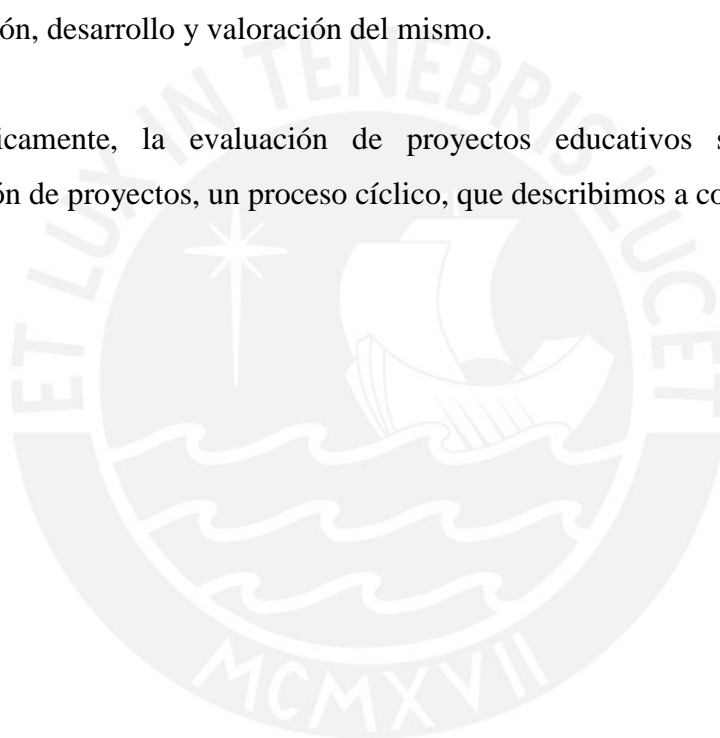 ón, desarrollo y valoración del mismo.
icamente, la evaluación de proyectos educativos s
ón de proyectos, un proceso cíclico, que describimos a co
ET LUX IN TENEBRIS LUCET
MCMXVII